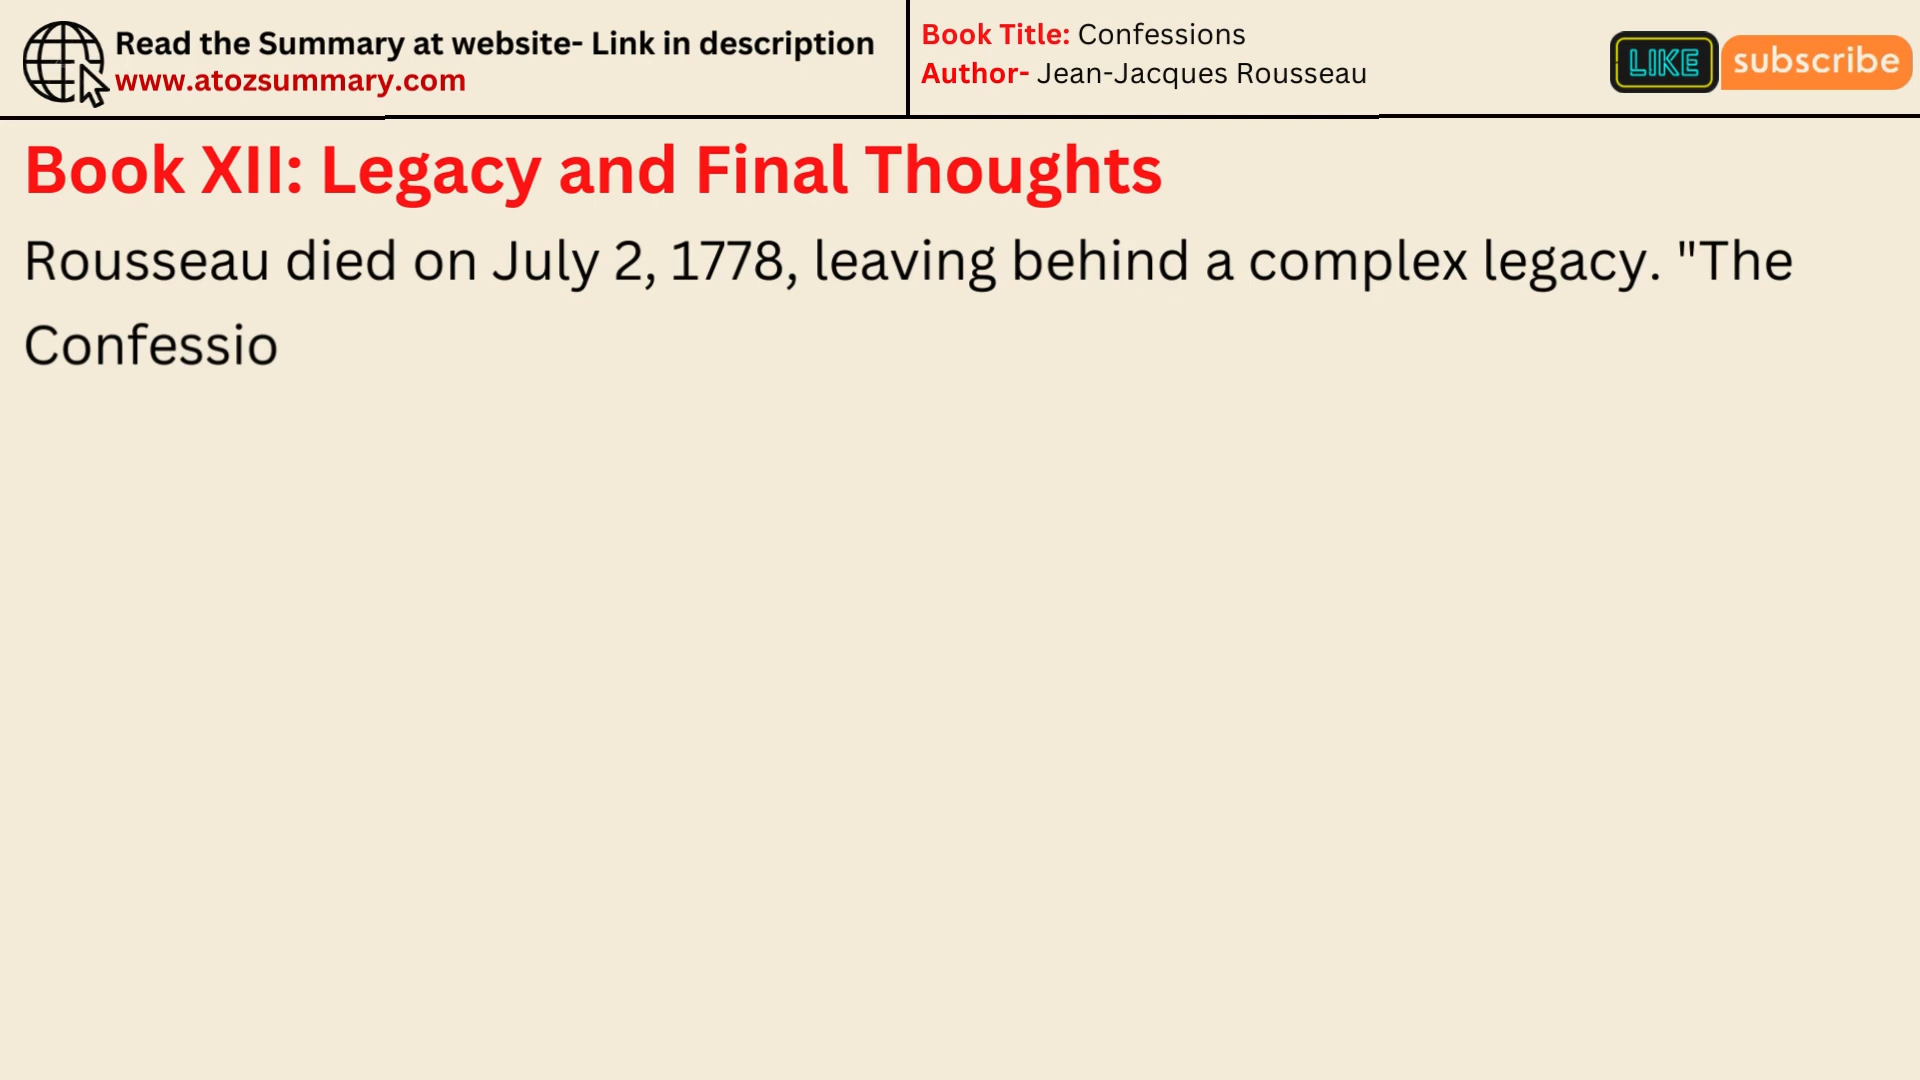 Read the Summary at website- Link in description
www.atozsummary.com
Book Title: Confessions
Author- Jean-Jacques Rousseau
LIKE
subscribe
Book XII: Legacy and Final Thoughts
Rousseau died on July 2, 1778, leaving behind a complex legacy. "The
Confessio